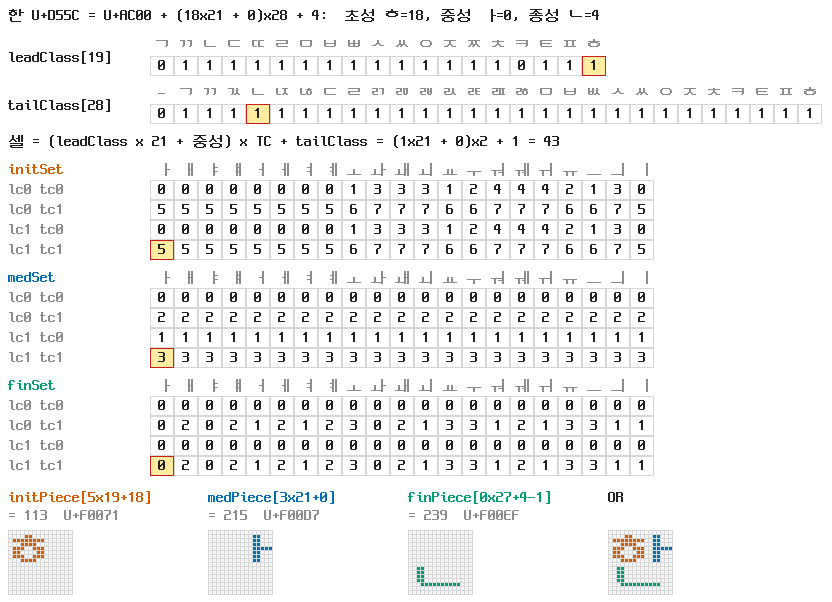 한 U+D55C = U+AC00 + (18x21 + 0)x28 + 4:  초성 ㅎ=18, 중성 ㅏ=0, 종성 ㄴ=4
ㄱ ㄲ ㄴ ㄷ ㄸ ㄹ ㅁ ㅂ ㅃ ㅅ ㅆ ㅇ ㅈ ㅉ ㅊ ㅋ ㅌ ㅍ ㅎ
leadClass[19] 0 1 1 1 1 1 1 1 1 1 1 1 1 1 1 0 1 1 1
- ㄱ ㄲ ㄳ ㄴ ㄵ ㄶ ㄷ ㄹ ㄺ ㄻ ㄼ ㄽ ㄾ ㄿ ㅀ ㅁ ㅂ ㅄ ㅅ ㅆ ㅇ ㅈ ㅊ ㅋ ㅌ ㅍ ㅎ
tailClass[28] 0 1 1 1 1 1 1 1 1 1 1 1 1 1 1 1 1 1 1 1 1 1 1 1 1 1 1 1
셀 = (leadClass x 21 + 중성) x TC + tailClass = (1x21 + 0)x2 + 1 = 43
initSet ㅏ ㅐ ㅑ ㅒ ㅓ ㅔ ㅕ ㅖ ㅗ ㅘ ㅙ ㅚ ㅛ ㅜ ㅝ ㅞ ㅟ ㅠ ㅡ ㅢ ㅣ
lc0 tc0 0 0 0 0 0 0 0 0 1 3 3 3 1 2 4 4 4 2 1 3 0
lc0 tc1 5 5 5 5 5 5 5 5 6 7 7 7 6 6 7 7 7 6 6 7 5
lc1 tc0 0 0 0 0 0 0 0 0 1 3 3 3 1 2 4 4 4 2 1 3 0
lc1 tc1 5 5 5 5 5 5 5 5 6 7 7 7 6 6 7 7 7 6 6 7 5
medSet ㅏ ㅐ ㅑ ㅒ ㅓ ㅔ ㅕ ㅖ ㅗ ㅘ ㅙ ㅚ ㅛ ㅜ ㅝ ㅞ ㅟ ㅠ ㅡ ㅢ ㅣ
lc0 tc0 0 0 0 0 0 0 0 0 0 0 0 0 0 0 0 0 0 0 0 0 0
lc0 tc1 2 2 2 2 2 2 2 2 2 2 2 2 2 2 2 2 2 2 2 2 2
lc1 tc0 1 1 1 1 1 1 1 1 1 1 1 1 1 1 1 1 1 1 1 1 1
lc1 tc1 3 3 3 3 3 3 3 3 3 3 3 3 3 3 3 3 3 3 3 3 3
finSet ㅏ ㅐ ㅑ ㅒ ㅓ ㅔ ㅕ ㅖ ㅗ ㅘ ㅙ ㅚ ㅛ ㅜ ㅝ ㅞ ㅟ ㅠ ㅡ ㅢ ㅣ
lc0 tc0 0 0 0 0 0 0 0 0 0 0 0 0 0 0 0 0 0 0 0 0 0
lc0 tc1 0 2 0 2 1 2 1 2 3 0 2 1 3 3 1 2 1 3 3 1 1
lc1 tc0 0 0 0 0 0 0 0 0 0 0 0 0 0 0 0 0 0 0 0 0 0
lc1 tc1 0 2 0 2 1 2 1 2 3 0 2 1 3 3 1 2 1 3 3 1 1
initPiece[5x19+18] medPiece[3x21+0] finPiece[0x27+4-1] OR
= 113  U+F0071 = 215  U+F00D7 = 239  U+F00EF
ㅎ ㅏ ㄴ 한